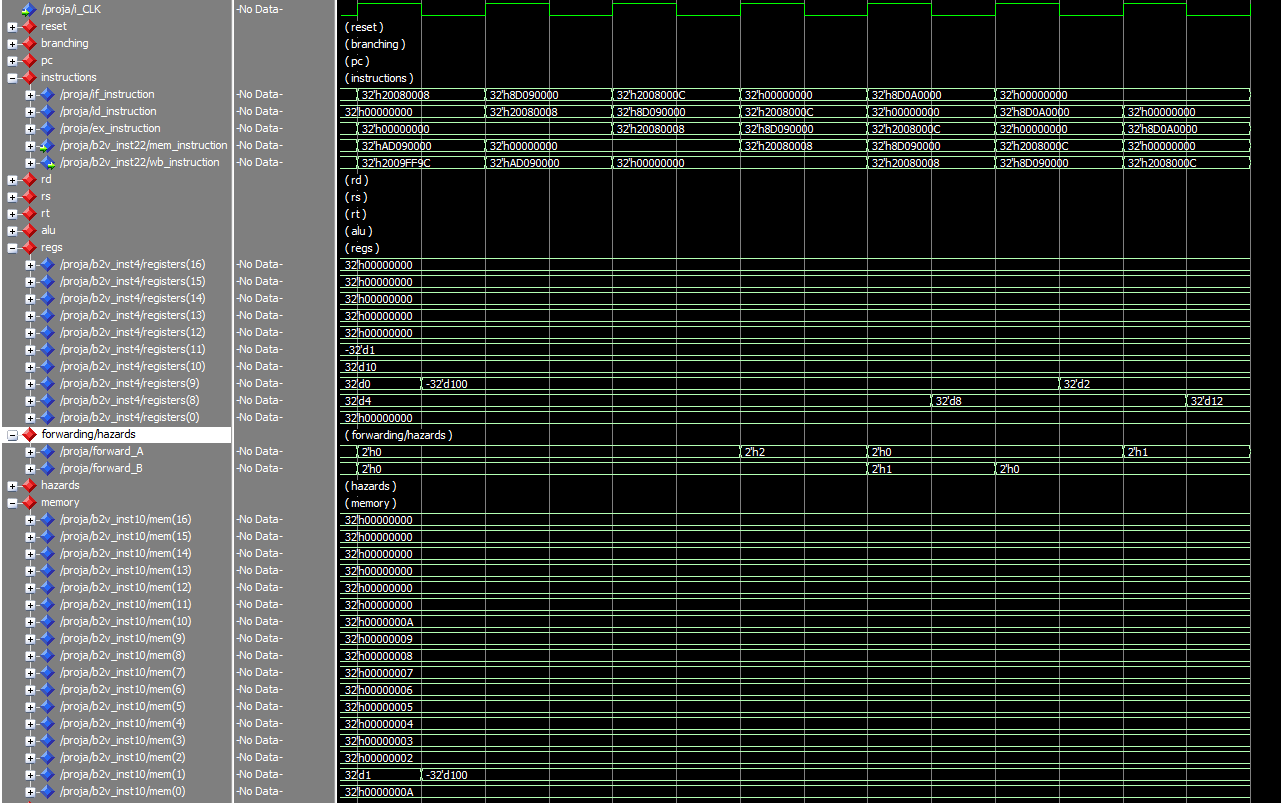 /proja/i_CLK -No Data-
reset (reset)
branching (branching)
pc (pc)
instructions (instructions)
/proja/if_instruction -No Data- 32'h20080008 32'h8D090000 32'h2008000C 32'h00000000 32'h8D0A0000 32'h00000000
/proja/id_instruction -No Data- 32'h00000000 32'h20080008 32'h8D090000 32'h2008000C 32'h00000000 32'h8D0A0000 32'h00000000
/proja/ex_instruction -No Data- 32'h00000000 32'h20080008 32'h8D090000 32'h2008000C 32'h00000000 32'h8D0A0000
/proja/b2v_inst22/mem_instruction -No Data- 32'hAD090000 32'h00000000 32'h20080008 32'h8D090000 32'h2008000C 32'h00000000
/proja/b2v_inst22/wb_instruction -No Data- 32'h2009FF9C 32'hAD090000 32'h00000000 32'h20080008 32'h8D090000 32'h2008000C
rd (rd)
rs (rs)
rt (rt)
alu (alu)
regs (regs)
/proja/b2v_inst4/registers(16) -No Data- 32'h00000000
/proja/b2v_inst4/registers(15) -No Data- 32'h00000000
/proja/b2v_inst4/registers(14) -No Data- 32'h00000000
/proja/b2v_inst4/registers(13) -No Data- 32'h00000000
/proja/b2v_inst4/registers(12) -No Data- 32'h00000000
/proja/b2v_inst4/registers(11) -No Data- -32'd1
/proja/b2v_inst4/registers(10) -No Data- 32'd10
/proja/b2v_inst4/registers(9) -No Data- 32'd0 -32'd100 32'd2
/proja/b2v_inst4/registers(8) -No Data- 32'd4 32'd8 32'd12
/proja/b2v_inst4/registers(0) -No Data- 32'h00000000
forwarding/hazards (forwarding/hazards)
/proja/forward_A -No Data- 2'h0 2'h2 2'h0 2'h1
/proja/forward_B -No Data- 2'h0 2'h1 2'h0
hazards (hazards)
memory (memory)
/proja/b2v_inst10/mem(16) -No Data- 32'h00000000
/proja/b2v_inst10/mem(15) -No Data- 32'h00000000
/proja/b2v_inst10/mem(14) -No Data- 32'h00000000
/proja/b2v_inst10/mem(13) -No Data- 32'h00000000
/proja/b2v_inst10/mem(12) -No Data- 32'h00000000
/proja/b2v_inst10/mem(11) -No Data- 32'h00000000
/proja/b2v_inst10/mem(10) -No Data- 32'h0000000A
/proja/b2v_inst10/mem(9) -No Data- 32'h00000009
/proja/b2v_inst10/mem(8) -No Data- 32'h00000008
/proja/b2v_inst10/mem(7) -No Data- 32'h00000007
/proja/b2v_inst10/mem(6) -No Data- 32'h00000006
/proja/b2v_inst10/mem(5) -No Data- 32'h00000005
/proja/b2v_inst10/mem(4) -No Data- 32'h00000004
/proja/b2v_inst10/mem(3) -No Data- 32'h00000003
/proja/b2v_inst10/mem(2) -No Data- 32'h00000002
/proja/b2v_inst10/mem(1) -No Data- 32'd1 -32'd100
/proja/b2v_inst10/mem(0) -No Data- 32'h0000000A